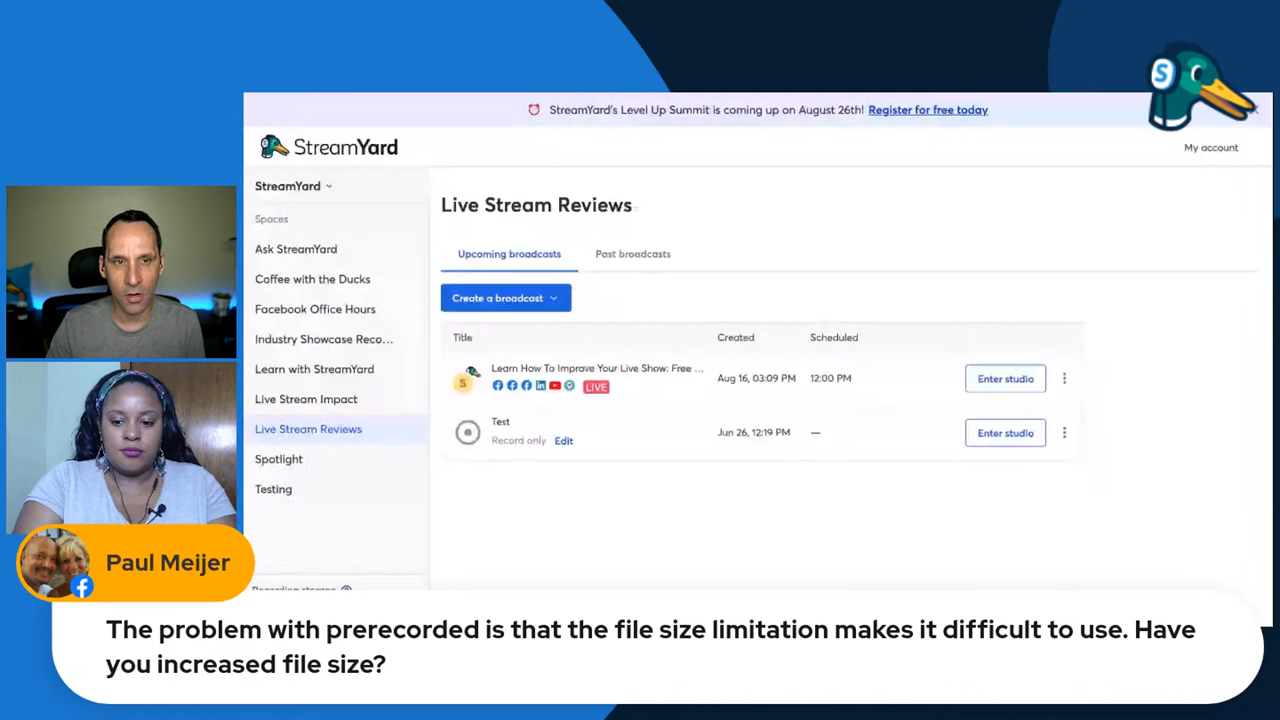 StreamYard's Level Up Summit is coming up on August 26th! Register for free today
StreamYard
My account
StreamYard
Spaces
Ask StreamYard
Coffee with the Ducks
Facebook Office Hours
Industry Showcase Reco...
Learn with StreamYard
Live Stream Impact
Live Stream Reviews
Spotlight
Testing
Live Stream Reviews
Upcoming broadcasts Past broadcasts
Create a broadcast
Title Created Scheduled
Learn How To Improve Your Live Show: Free ...
LIVE
Aug 16, 03:09 PM 12:00 PM Enter studio
Test
Record only Edit
Jun 26, 12:19 PM — Enter studio
S
Paul Meijer
The problem with prerecorded is that the file size limitation makes it difficult to use. Have
you increased file size?